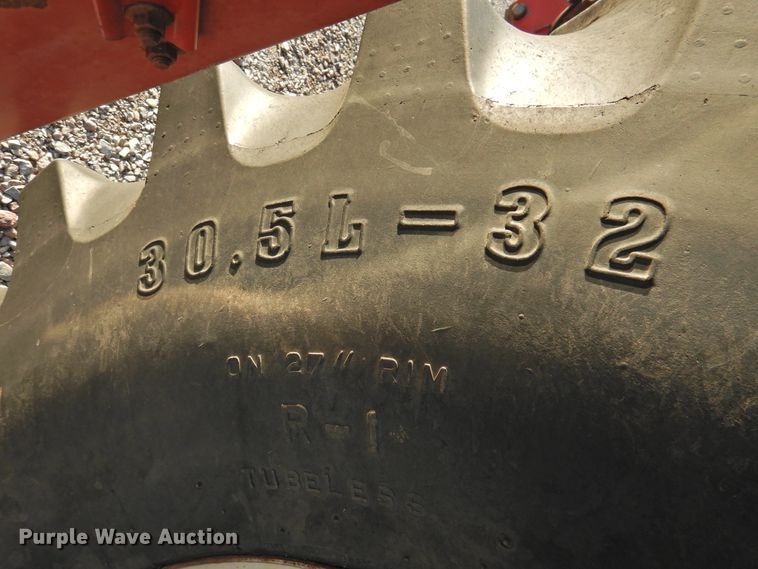 30.5L-32
ON 27" RIM
R-1
TUBELESS
Purple Wave Auction®